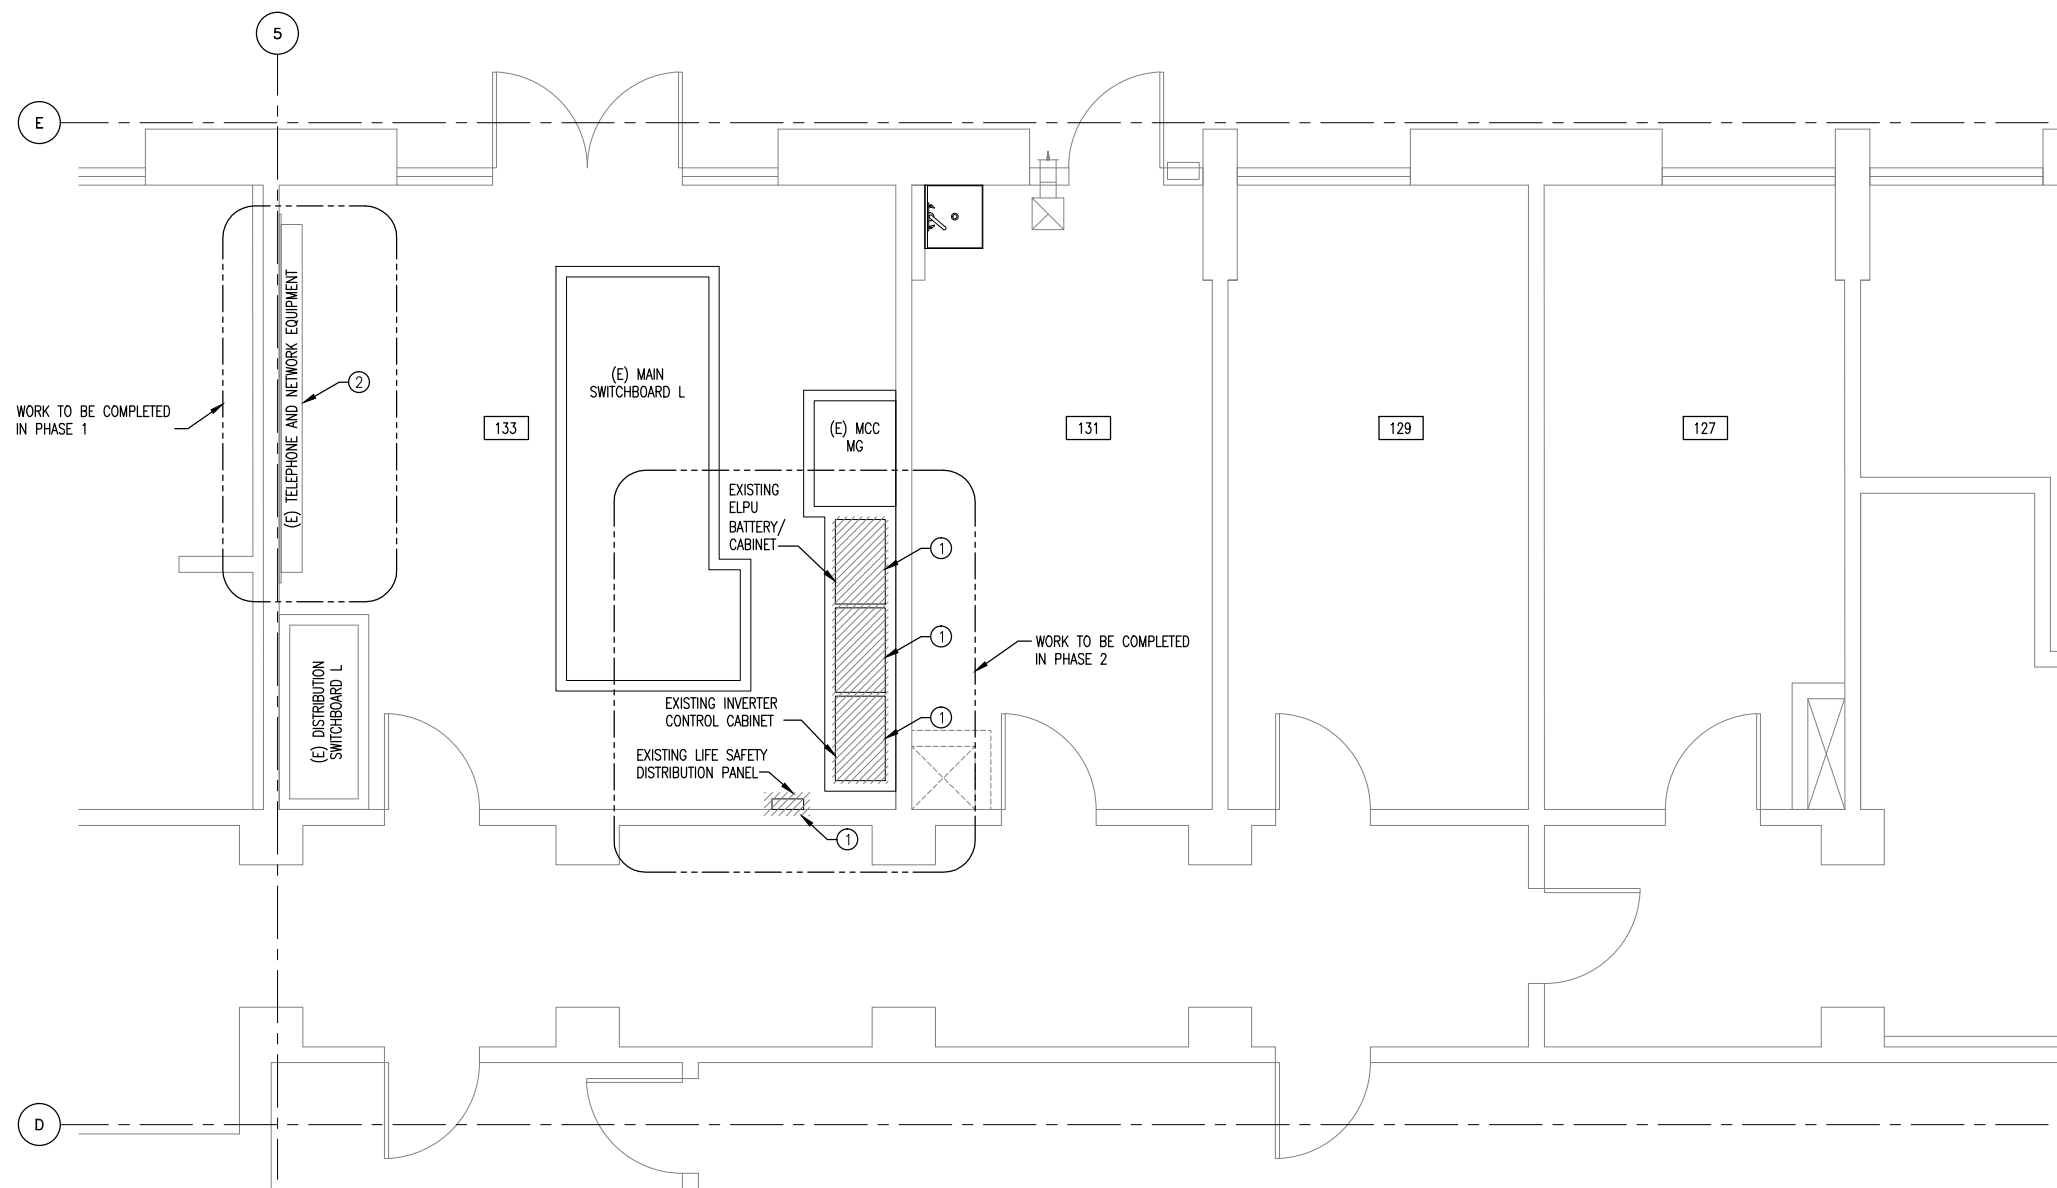 5
E
(E) TELEPHONE AND NETWORK EQUIPMENT
2
WORK TO BE COMPLETED
IN PHASE 1
133
(E) MAIN
SWITCHBOARD L
(E) MCC
MG
131
129
127
EXISTING
ELPU
BATTERY/
CABINET
1
1
WORK TO BE COMPLETED
IN PHASE 2
(E) DISTRIBUTION
SWITCHBOARD L
EXISTING INVERTER
CONTROL CABINET
1
EXISTING LIFE SAFETY
DISTRIBUTION PANEL
1
D